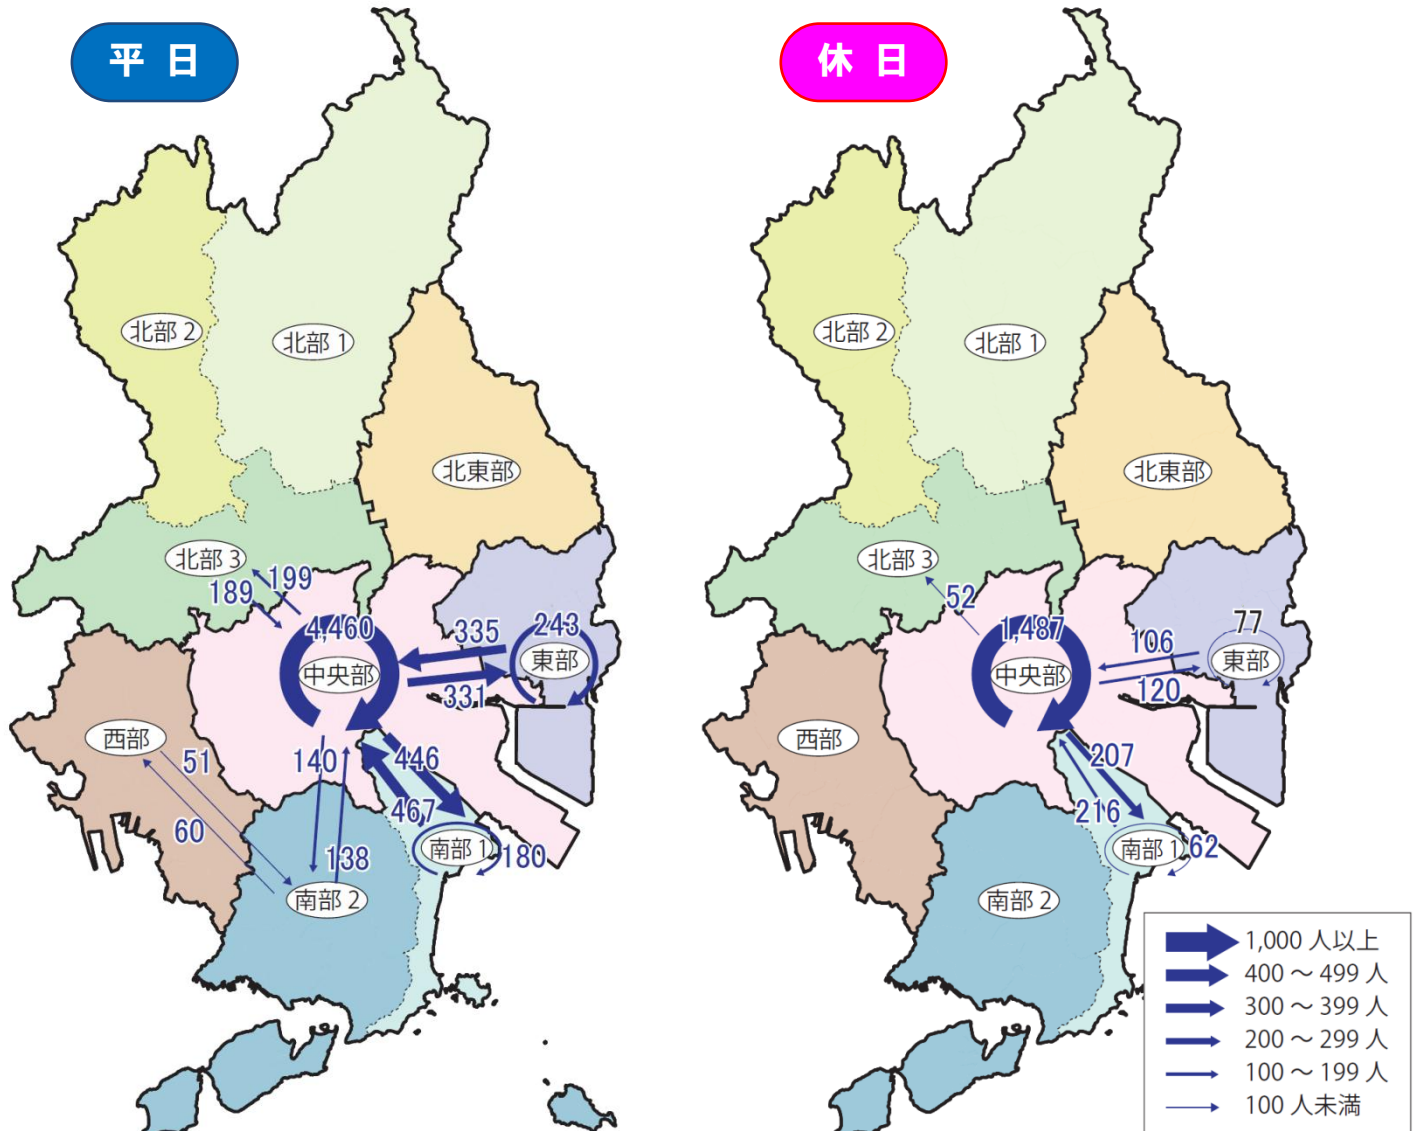 平 日
北部 2
北部 1
北東部
北部 3
199
189
4,460
中央部
335
331
243
東部
西部
51
60
140
138
446
467
南部 1
180
南部 2
休 日
北部 2
北部 1
北東部
北部 3
52
1,487
中央部
106
120
77
東部
西部
207
216
南部 1
62
南部 2
1,000 人以上
400 ～ 499 人
300 ～ 399 人
200 ～ 299 人
100 ～ 199 人
100 人未満